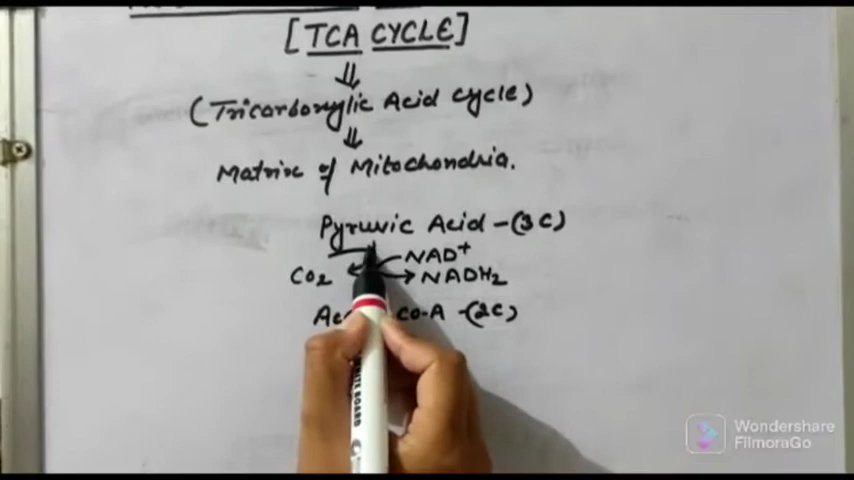 [TCA CYCLE]
(Tricarboxylic Acid Cycle)
Matrix of Mitochondria.
Pyruvic Acid - (3C)
NAD+
CO2 NADH2
CO-A - (2C)
Wondershare
FilmoraGo